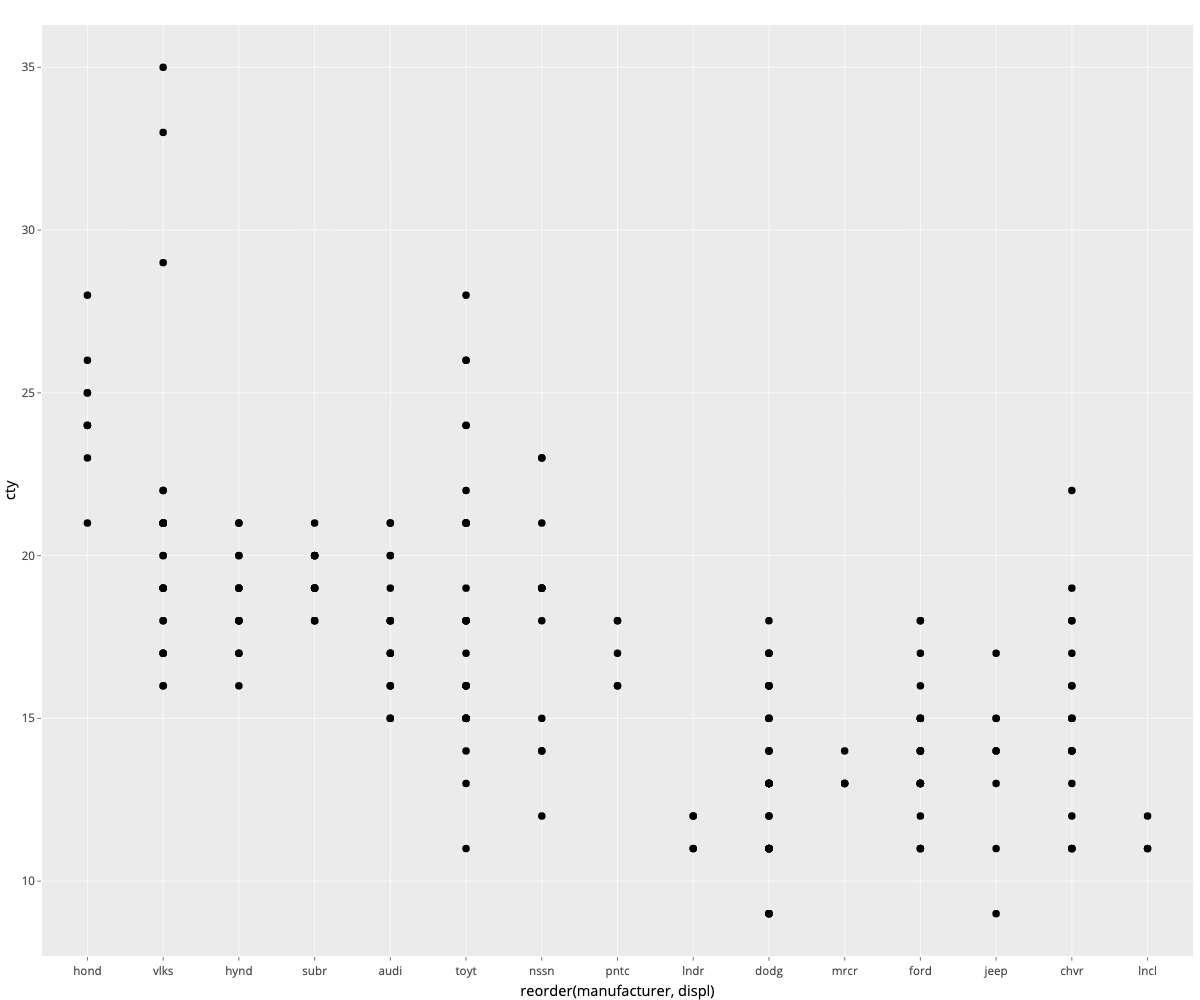 35
30
25
20
15
10
cty
hond vlks hynd subr audi toyt nssn pntc lndr dodg mrcr ford jeep chvr lncl
reorder(manufacturer, displ)